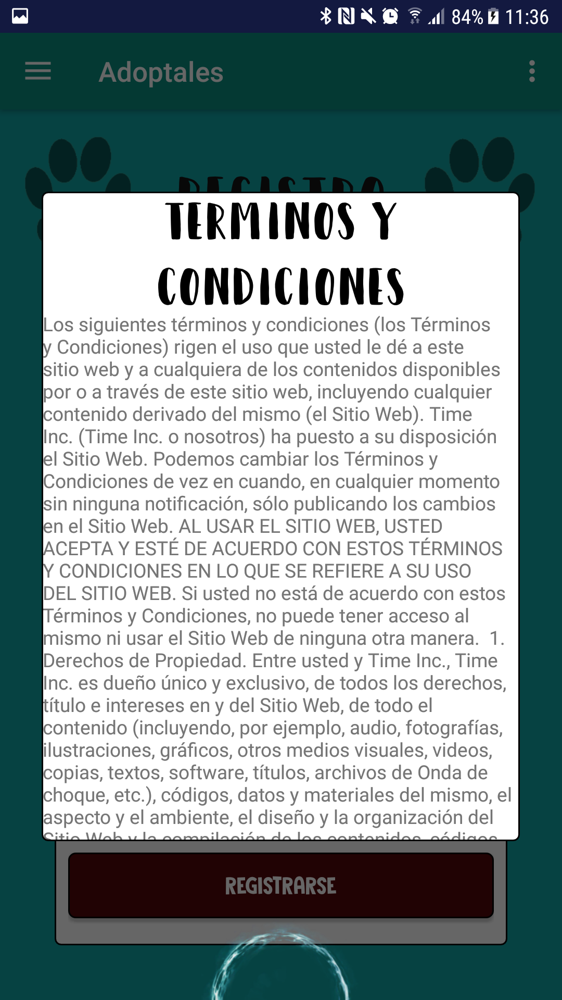 84% 11:36
Adoptales
REGISTRO
TERMINOS Y
CONDICIONES
Los siguientes términos y condiciones (los Términos
y Condiciones) rigen el uso que usted le dé a este
sitio web y a cualquiera de los contenidos disponibles
por o a través de este sitio web, incluyendo cualquier
contenido derivado del mismo (el Sitio Web). Time
Inc. (Time Inc. o nosotros) ha puesto a su disposición
el Sitio Web. Podemos cambiar los Términos y
Condiciones de vez en cuando, en cualquier momento
sin ninguna notificación, sólo publicando los cambios
en el Sitio Web. AL USAR EL SITIO WEB, USTED
ACEPTA Y ESTÉ DE ACUERDO CON ESTOS TÉRMINOS
Y CONDICIONES EN LO QUE SE REFIERE A SU USO
DEL SITIO WEB. Si usted no está de acuerdo con estos
Términos y Condiciones, no puede tener acceso al
mismo ni usar el Sitio Web de ninguna otra manera.  1.
Derechos de Propiedad. Entre usted y Time Inc., Time
Inc. es dueño único y exclusivo, de todos los derechos,
título e intereses en y del Sitio Web, de todo el
contenido (incluyendo, por ejemplo, audio, fotografías,
ilustraciones, gráficos, otros medios visuales, videos,
copias, textos, software, títulos, archivos de Onda de
choque, etc.), códigos, datos y materiales del mismo, el
aspecto y el ambiente, el diseño y la organización del
Sitio Web y la compilación de los contenidos, códigos,
REGISTRARSE